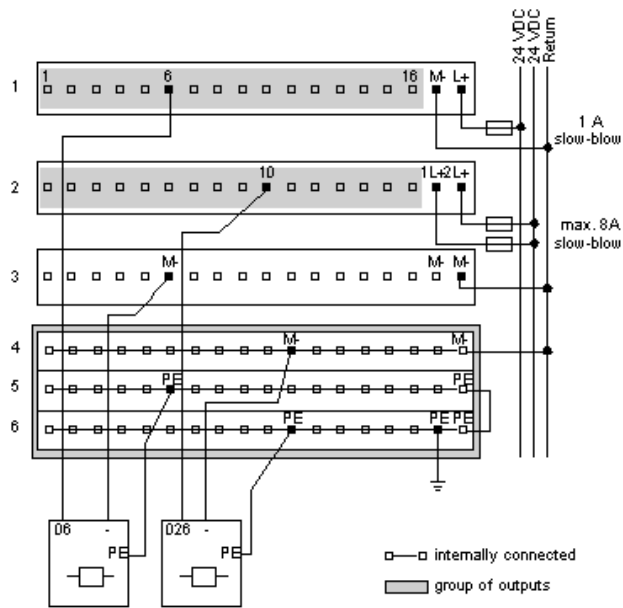 24 VDC
24 VDC
Return
1 6 16 M- L+
1
1 A
slow-blow
10 1L+2L+
2
max. 8A
slow-blow
M- M- M-
3
M- M-
4
PE PE
5
PE PE PE
6
06 -
PE
026 -
PE
internally connected
group of outputs